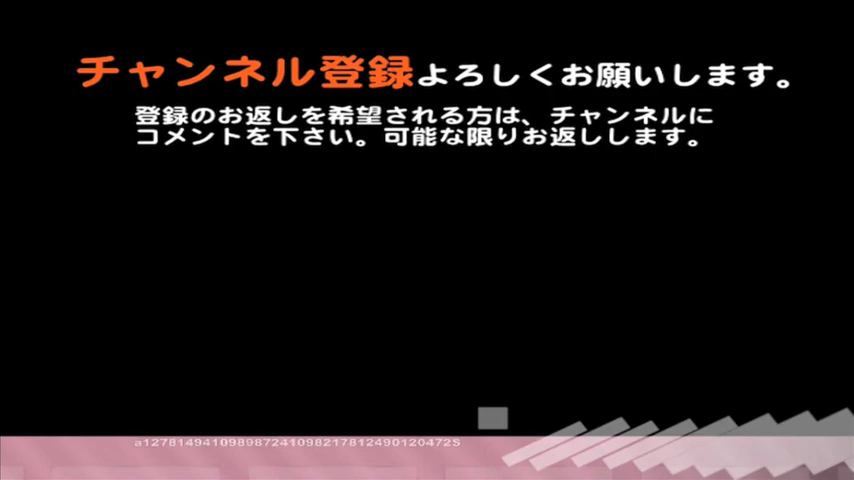 チャンネル登録よろしくお願いします。
登録のお返しを希望される方は、チャンネルに
コメントを下さい。可能な限りお返しします。
a12781494109898724109821781249012047​2S